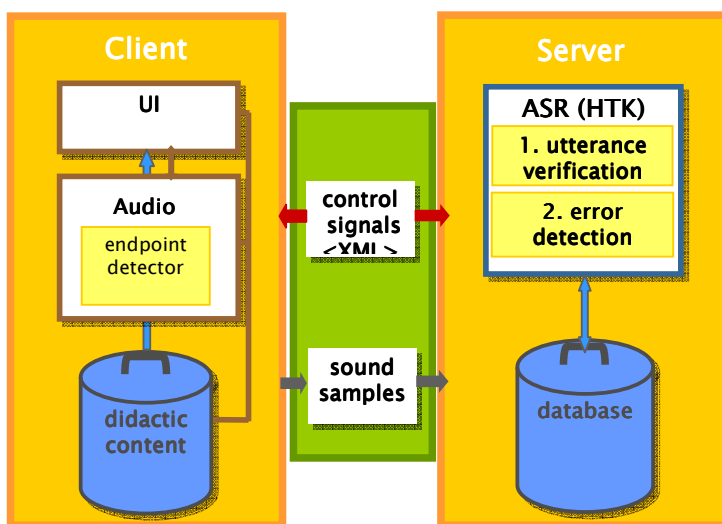 Client
UI
Audio
endpoint
detector
didactic
content
control
signals
<XML>
sound
samples
Server
ASR (HTK)
1. utterance
verification
2. error
detection
database